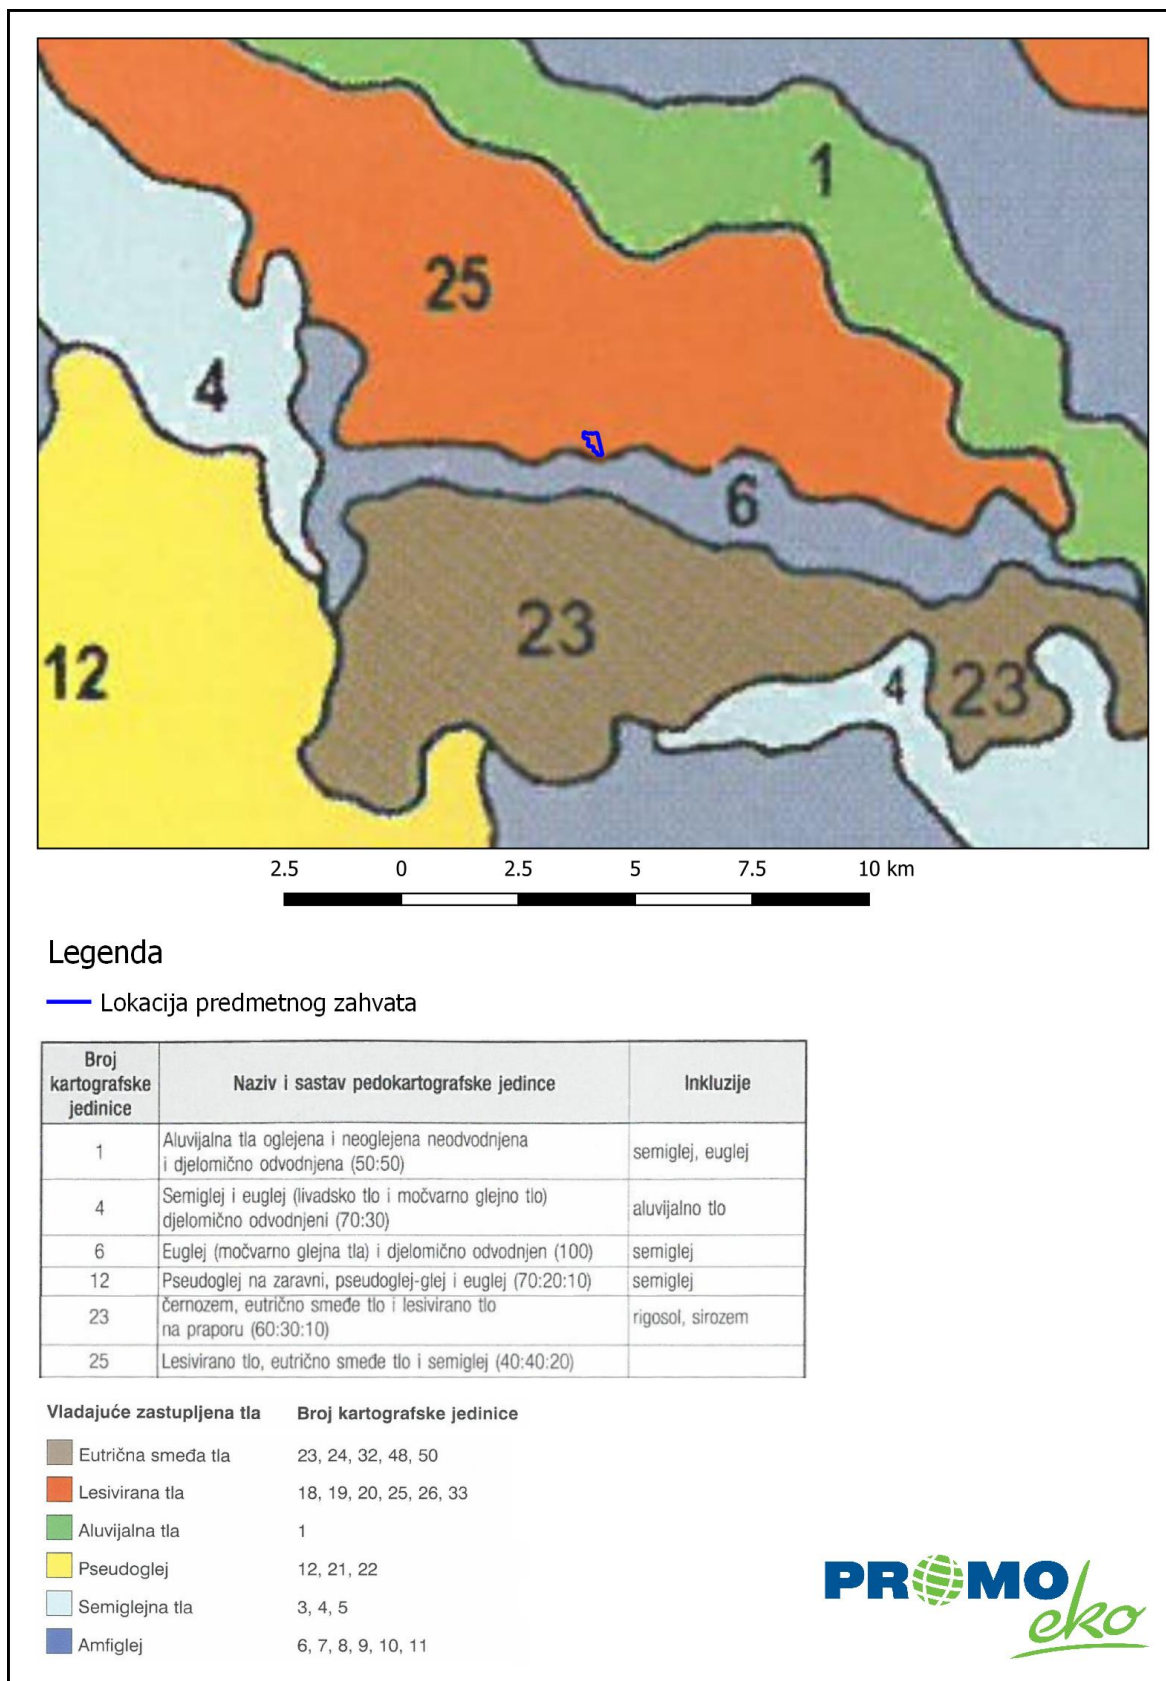 1
25
4
6
23
12
4
23
2.5 0 2.5 5 7.5 10 km
Legenda
Lokacija predmetnog zahvata
Broj
kartografske
jedinice
Naziv i sastav pedokartografske jedince
Inkluzije
1
Aluvijalna tla oglejena i neoglejena neodvodnjena
i djelomično odvodnjena (50:50)
semiglej, euglej
4
Semiglej i euglej (livadsko tlo i močvarno glejno tlo)
djelomično odvodnjeni (70:30)
aluvijalno tlo
6
Euglej (močvarno glejna tla) i djelomično odvodnjen (100)
semiglej
12
Pseudoglej na zaravni, pseudoglej-glej i euglej (70:20:10)
semiglej
23
černozem, eutrično smeđe tlo i lesivirano tlo
na praporu (60:30:10)
rigosol, sirozem
25
Lesivirano tlo, eutrično smeđe tlo i semiglej (40:40:20)
Vladajuće zastupljena tla Broj kartografske jedinice
Eutrična smeđa tla 23, 24, 32, 48, 50
Lesivirana tla 18, 19, 20, 25, 26, 33
Aluvijalna tla 1
Pseudoglej 12, 21, 22
Semiglejna tla 3, 4, 5
Amfiglej 6, 7, 8, 9, 10, 11
PROMO
eko